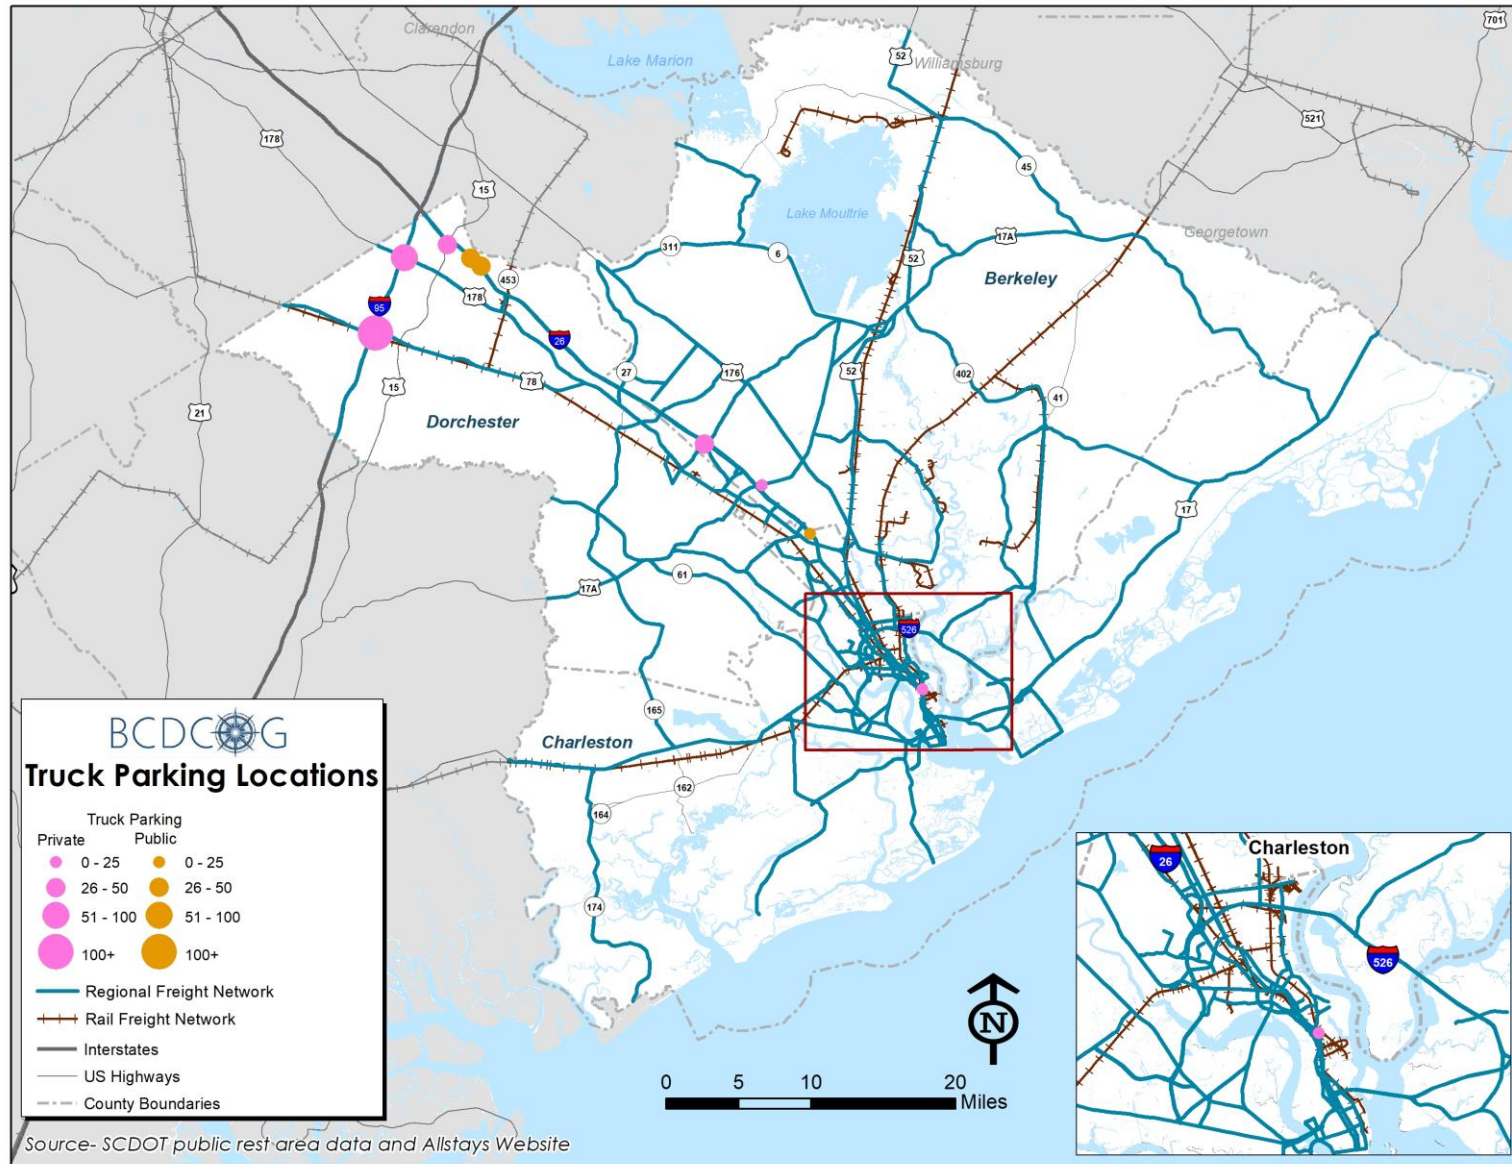 Clarendon
701
Lake Marion
52
Williamsburg
178
521
45
15
Lake Moultrie
17A
Georgetown
311
6
52
453
Berkeley
178
95
26
27
176
52
402
78
15
41
21
Dorchester
17
61
17A
526
165
Charleston
162
164
174
BCDCOG
Truck Parking Locations
Truck Parking
Private Public
0 - 25 0 - 25
26 - 50 26 - 50
51 - 100 51 - 100
100+ 100+
Regional Freight Network
Rail Freight Network
Interstates
US Highways
County Boundaries
N
0 5 10 20
Miles
Charleston
26
526
Source- SCDOT public rest area data and Allstays Website